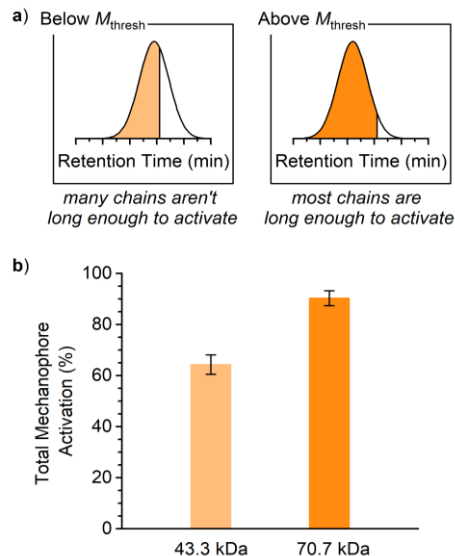 a) Below Mthresh
Above Mthresh
Retention Time (min)
Retention Time (min)
many chains aren't
long enough to activate
most chains are
long enough to activate
b)
Total Mechanophore
Activation (%)
100
80
60
40
20
0
43.3 kDa
70.7 kDa